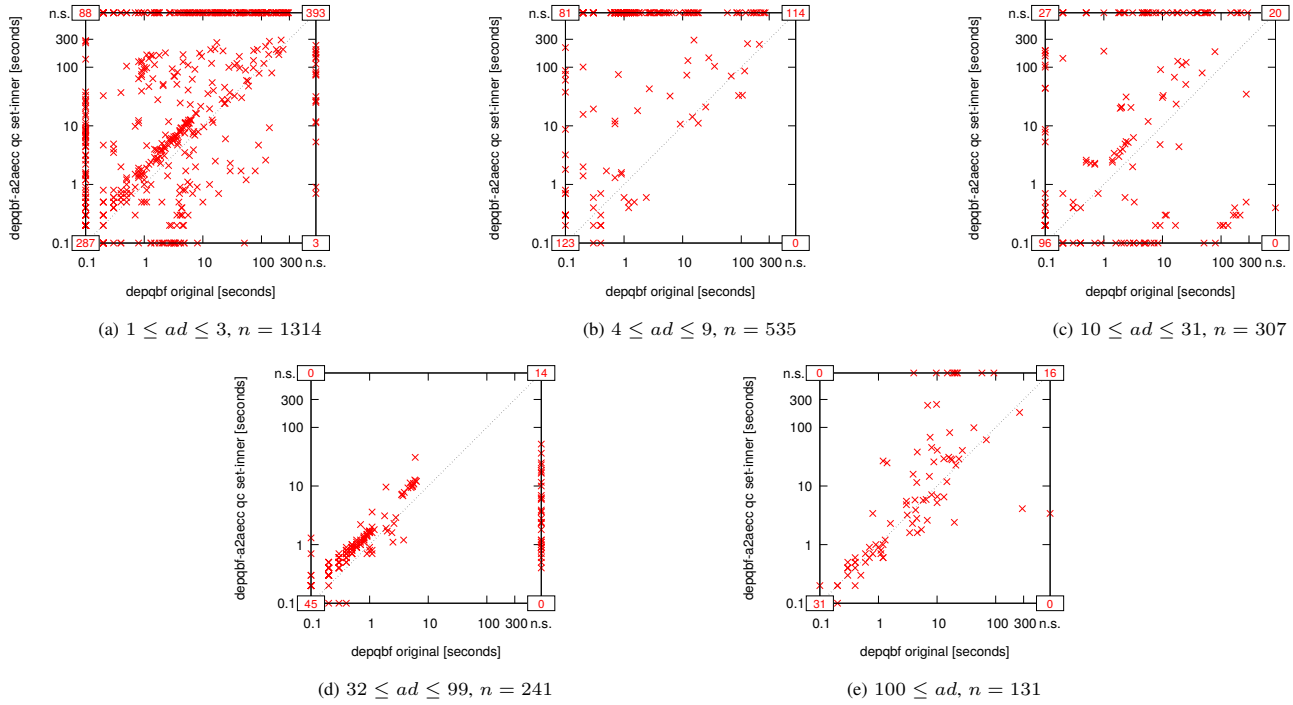 n.s.
300
100
10
1
0.1
88
393
287
3
0.1 1 10 100 300 n.s.
depqbf-a2aecc qc set-inner [seconds]
depqbf original [seconds]
(a) 1 ≤ ad ≤ 3, n = 1314
n.s.
300
100
10
1
0.1
81
114
123
0
0.1 1 10 100 300 n.s.
depqbf-a2aecc qc set-inner [seconds]
depqbf original [seconds]
(b) 4 ≤ ad ≤ 9, n = 535
n.s.
300
100
10
1
0.1
27
20
96
0
0.1 1 10 100 300 n.s.
depqbf-a2aecc qc set-inner [seconds]
depqbf original [seconds]
(c) 10 ≤ ad ≤ 31, n = 307
n.s.
300
100
10
1
0.1
0
14
45
0
0.1 1 10 100 300 n.s.
depqbf-a2aecc qc set-inner [seconds]
depqbf original [seconds]
(d) 32 ≤ ad ≤ 99, n = 241
n.s.
300
100
10
1
0.1
0
16
31
0
0.1 1 10 100 300 n.s.
depqbf-a2aecc qc set-inner [seconds]
depqbf original [seconds]
(e) 100 ≤ ad, n = 131